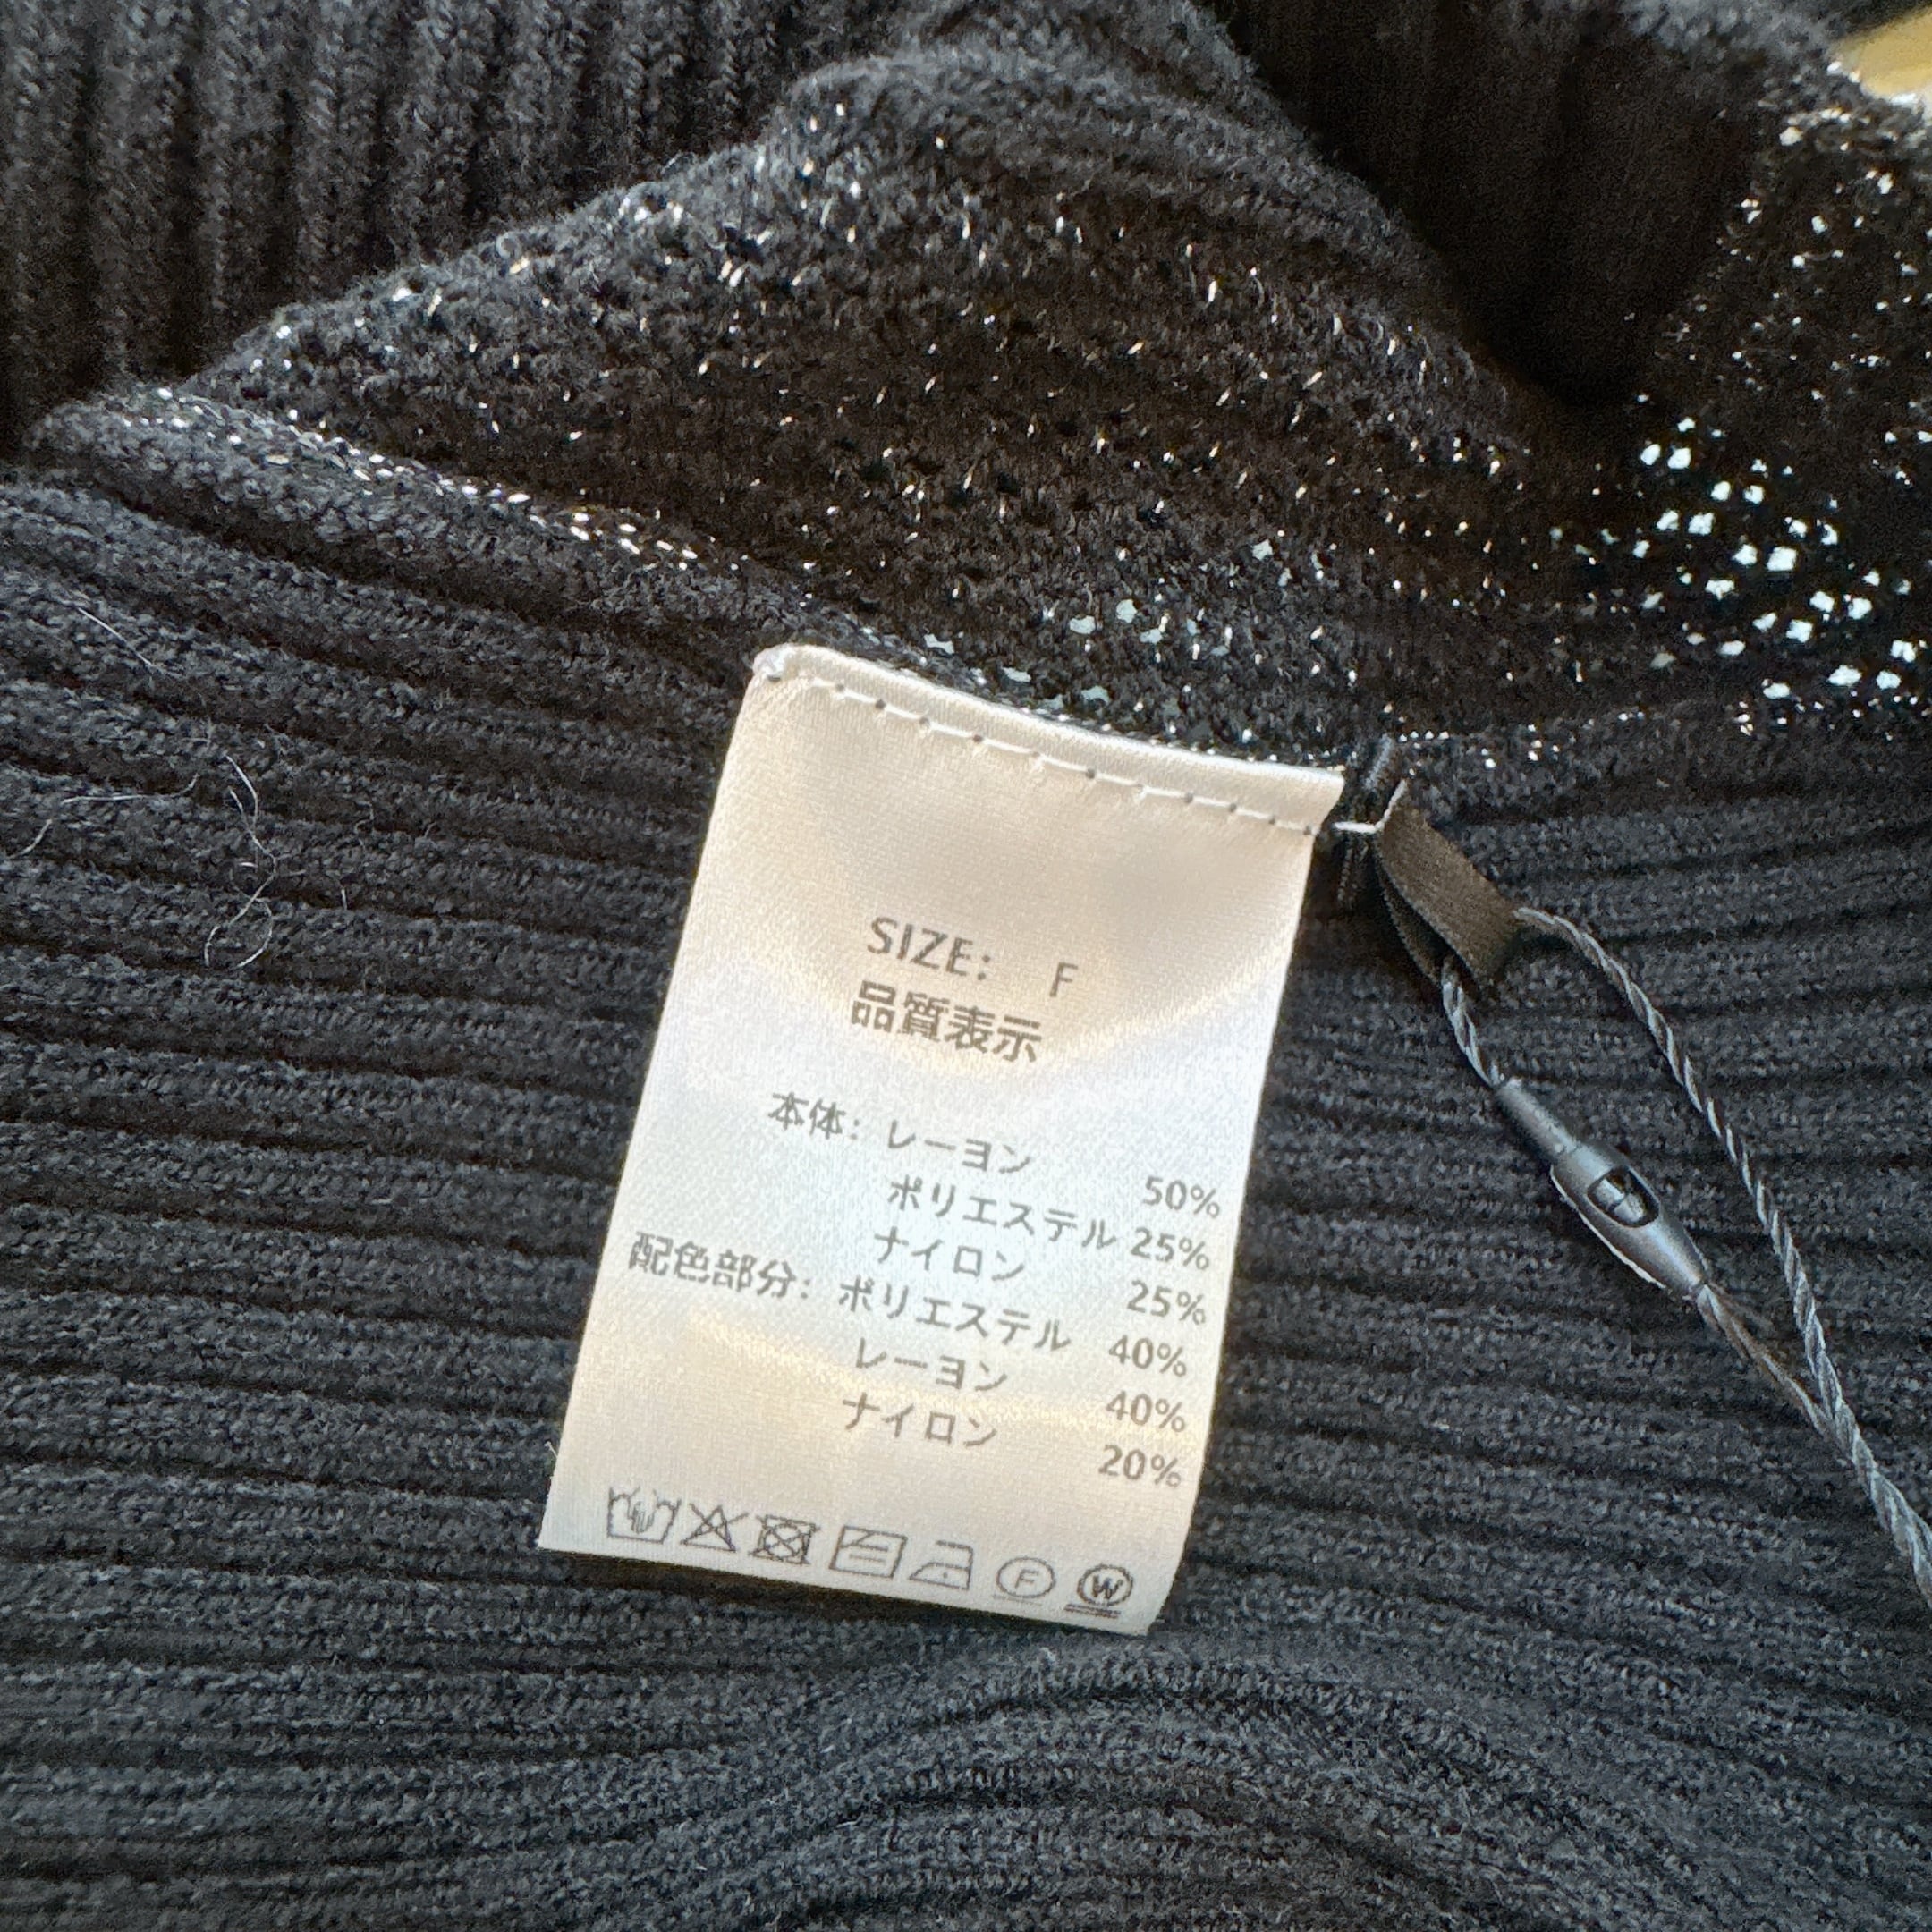 SIZE: F
品質表示
本体: レーヨン 50%
ポリエステル 25%
ナイロン 25%
配色部分: ポリエステル 40%
レーヨン 40%
ナイロン 20%
F W